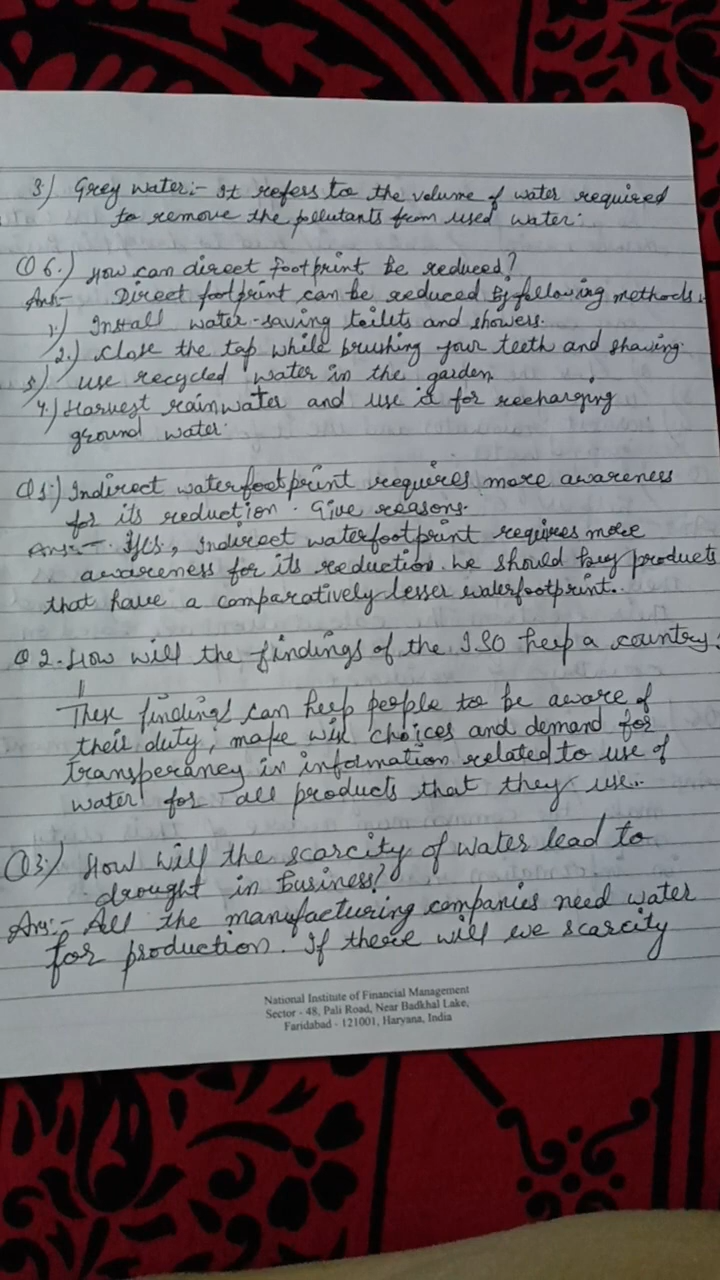 3.) Grey water:- It refers to the volume of water required
to remove the pollutants from used water.
Q 6.) How can direct footprint be reduced?
Ans:- Direct footprint can be reduced by following methods.
1.) Install water-saving toilets and showers.
2.) Close the tap while brushing your teeth and shaving.
3.) use recycled water in the garden.
4.) Harvest rainwater and use it for recharging
ground water.
Q 1.) Indirect waterfootprint requires more awareness
for its reduction. Give reasons.
Ans:- Yes, Indirect waterfootprint requires more
awareness for its reduction. We should buy products
that have a comparatively lesser waterfootprint.
Q 2. How will the findings of the ISO help a country?
These findings can help people to be aware of
their duty, make wise choices and demand for
transperancy in information related to use of
water for all products that they use.
Q3.) How will the scarcity of water lead to
drought in business?
Ans:- All the manufacturing companies need water
for production. If there will we scarcity
National Institute of Financial Management
Sector - 48, Pali Road, Near Badkhal Lake,
Faridabad - 121001, Haryana, India